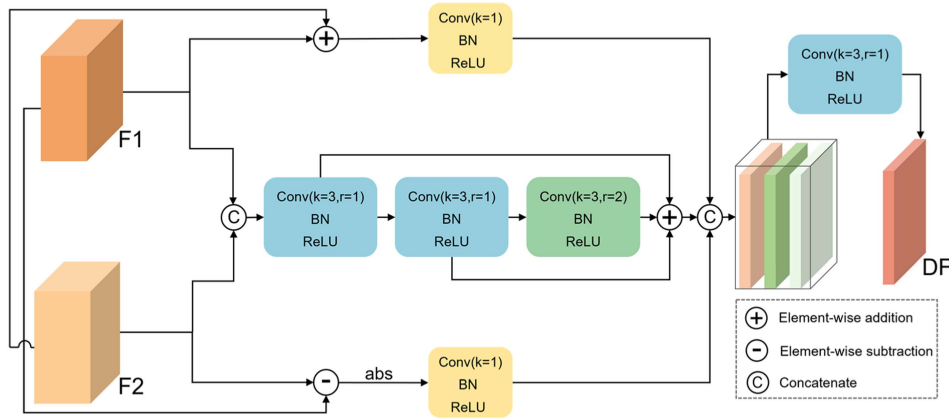 +
Conv(k=1)
BN
ReLU
F1
Conv(k=3,r=1)
BN
ReLU
C
Conv(k=3,r=1)
BN
ReLU
Conv(k=3,r=1)
BN
ReLU
Conv(k=3,r=2)
BN
ReLU
+
C
DF
F2
-
abs
Conv(k=1)
BN
ReLU
+ Element-wise addition
- Element-wise subtraction
C Concatenate